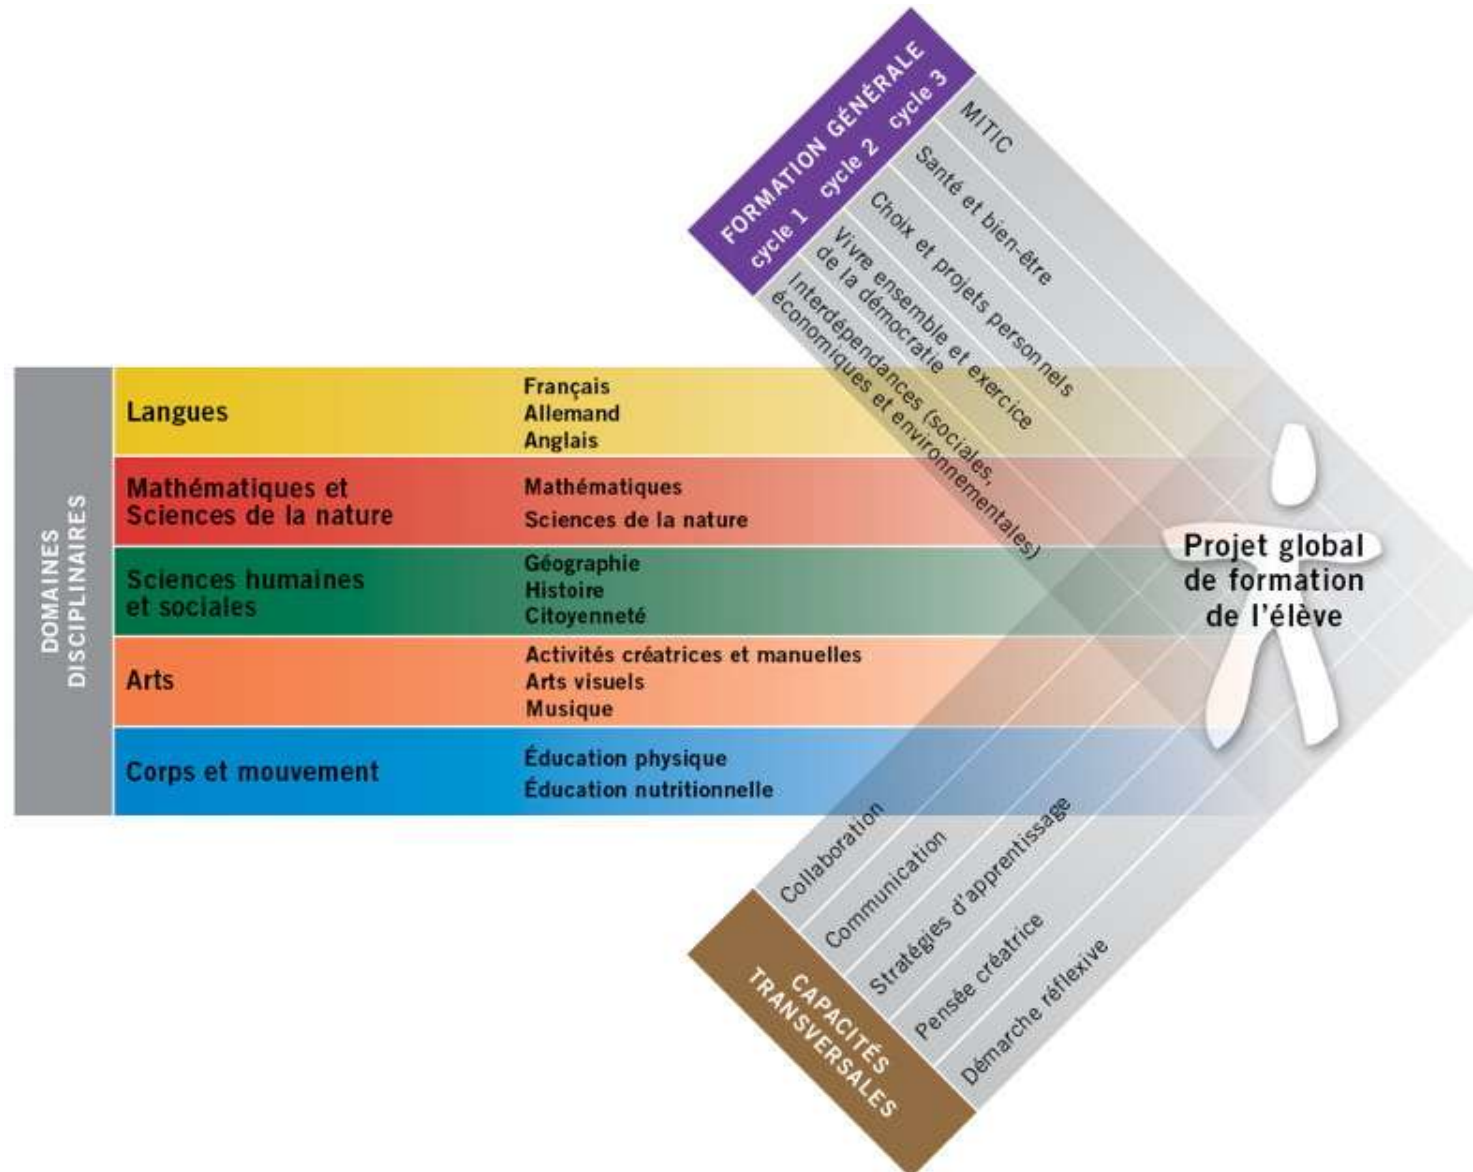 FORMATION GÉNÉRALE
cycle 1 cycle 2 cycle 3
MITIC
Santé et bien-être
Choix et projets personnels
Vivre ensemble et exercice
de la démocratie
Interdépendances (sociales,
économiques et environnementales)
DOMAINES
DISCIPLINAIRES
Langues
Français
Allemand
Anglais
Mathématiques et
Sciences de la nature
Mathématiques
Sciences de la nature
Sciences humaines
et sociales
Géographie
Histoire
Citoyenneté
Arts
Activités créatrices et manuelles
Arts visuels
Musique
Corps et mouvement
Éducation physique
Éducation nutritionnelle
Projet global
de formation
de l'élève
Collaboration
Communication
Stratégies d'apprentissage
Pensée créatrice
Démarche réflexive
CAPACITÉS
TRANSVERSALES